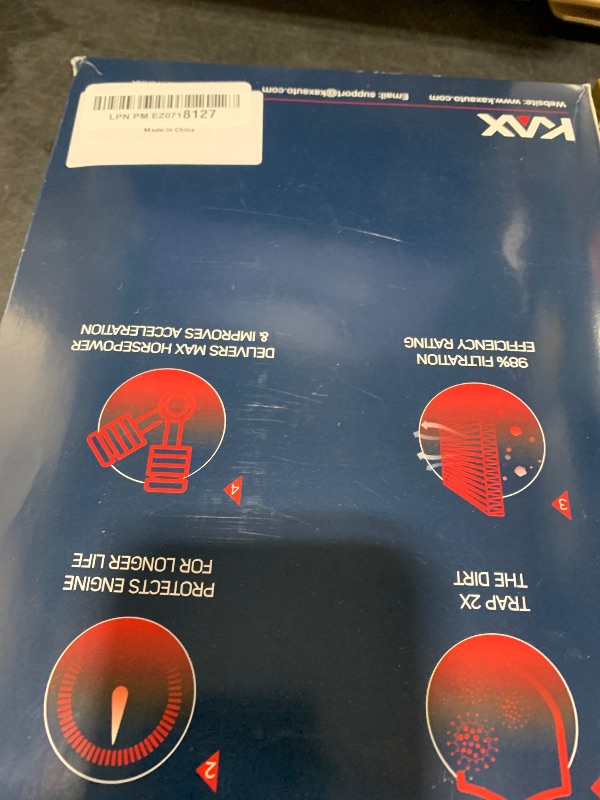 TRAP 2X
THE DIRT
2
PROTECTS ENGINE
FOR LONGER LIFE
3
98% FILTRATION
EFFICIENCY RATING
4
DELIVERS MAX HORSEPOWER
& IMPROVES ACCELERATION
KAX
Website: www.kaxauto.com Email: support@kaxauto.com
LPN PM EZ0718127
Made in China